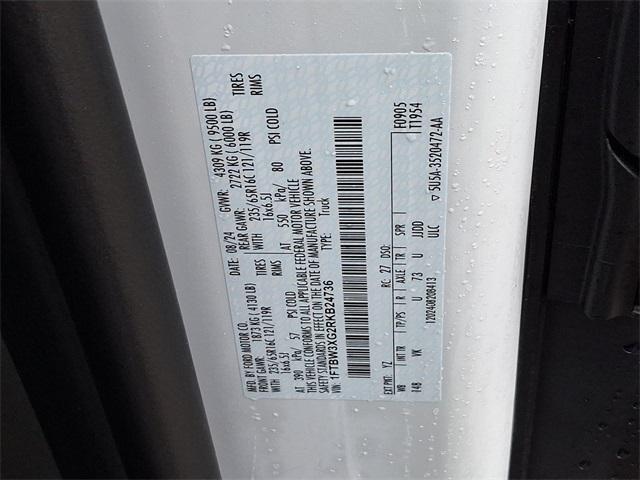 MFD. BY FORD MOTOR CO. DATE: 08/24 GVWR: 4309 KG ( 9500 LB)
FRONT GAWR: 1873 KG ( 4130 LB) REAR GAWR: 2722 KG ( 6000 LB)
WITH 235/65R16C 121/119R TIRES WITH 235/65R16C 121/119R TIRES
16x6.5J RIMS 16x6.5J RIMS
AT 390 kPa/ 57 PSI COLD AT 550 kPa/ 80 PSI COLD
THIS VEHICLE CONFORMS TO ALL APPLICABLE FEDERAL MOTOR VEHICLE
SAFETY STANDARDS IN EFFECT ON THE DATE OF MANUFACTURE SHOWN ABOVE.
VIN: 1FTBW3XG2RKB24736 TYPE: Truck
F0905
T1954
EXT PNT: YZ RC: 27 DSO:
WB INT TR TP/PS R AXLE TR SPR
148 VK U 73 U UJDD
12024 ULC 5U5A-3520472-AA